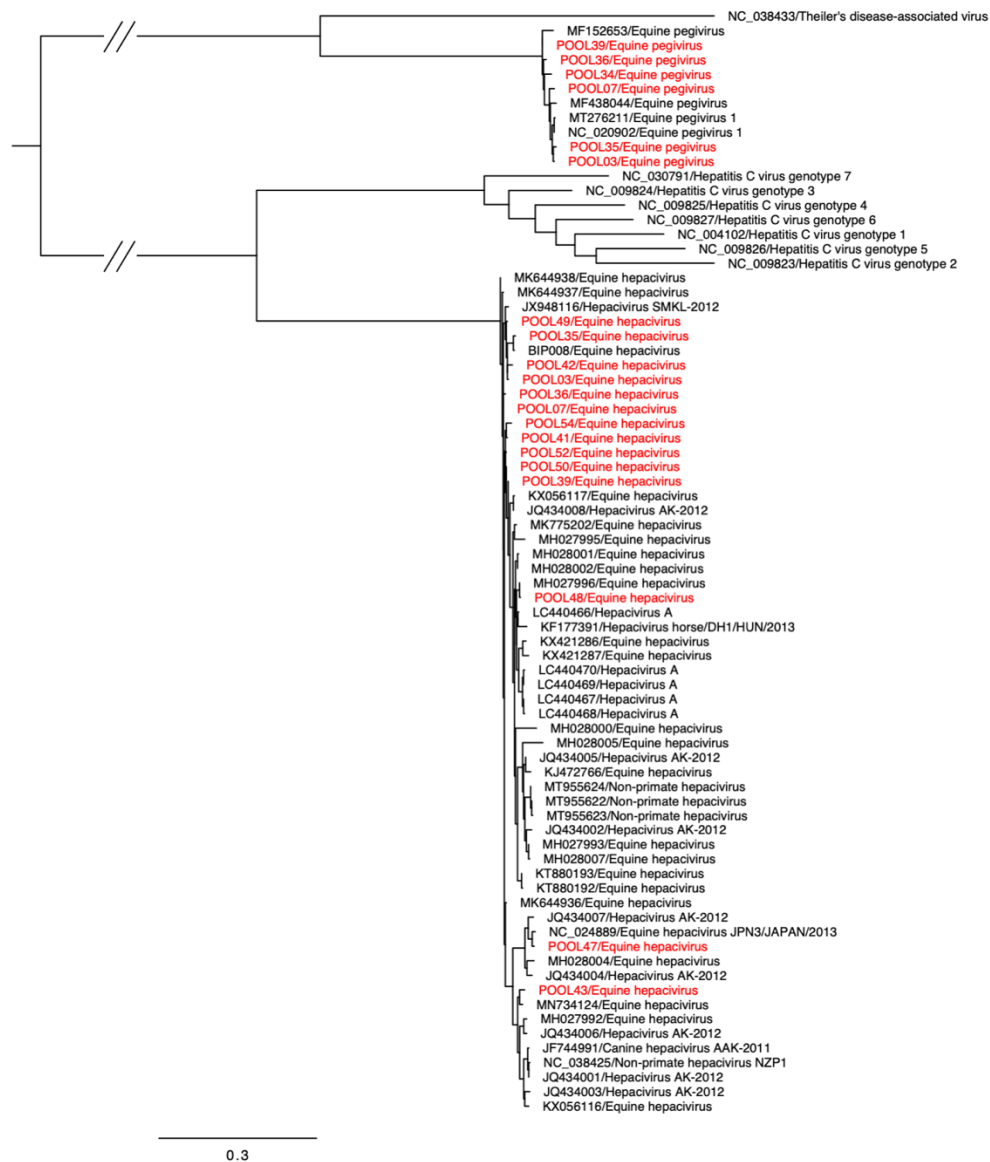 NC_038433/Theiler's disease-associated virus
MF152653/Equine pegivirus
POOL39/Equine pegivirus
POOL36/Equine pegivirus
POOL34/Equine pegivirus
POOL07/Equine pegivirus
MF438044/Equine pegivirus
MT276211/Equine pegivirus 1
NC_020902/Equine pegivirus 1
POOL35/Equine pegivirus
POOL03/Equine pegivirus
NC_030791/Hepatitis C virus genotype 7
NC_009824/Hepatitis C virus genotype 3
NC_009825/Hepatitis C virus genotype 4
NC_009827/Hepatitis C virus genotype 6
NC_004102/Hepatitis C virus genotype 1
NC_009826/Hepatitis C virus genotype 5
NC_009823/Hepatitis C virus genotype 2
MK644938/Equine hepacivirus
MK644937/Equine hepacivirus
JX948116/Hepacivirus SMKL-2012
POOL49/Equine hepacivirus
POOL35/Equine hepacivirus
BIP008/Equine hepacivirus
POOL42/Equine hepacivirus
POOL03/Equine hepacivirus
POOL36/Equine hepacivirus
POOL07/Equine hepacivirus
POOL54/Equine hepacivirus
POOL41/Equine hepacivirus
POOL52/Equine hepacivirus
POOL50/Equine hepacivirus
POOL39/Equine hepacivirus
KX056117/Equine hepacivirus
JQ434008/Hepacivirus AK-2012
MK775202/Equine hepacivirus
MH027995/Equine hepacivirus
MH028001/Equine hepacivirus
MH028002/Equine hepacivirus
MH027996/Equine hepacivirus
POOL48/Equine hepacivirus
LC440466/Hepacivirus A
KF177391/Hepacivirus horse/DH1/HUN/2013
KX421286/Equine hepacivirus
KX421287/Equine hepacivirus
LC440470/Hepacivirus A
LC440469/Hepacivirus A
LC440467/Hepacivirus A
LC440468/Hepacivirus A
MH028000/Equine hepacivirus
MH028005/Equine hepacivirus
JQ434005/Hepacivirus AK-2012
KJ472766/Equine hepacivirus
MT955624/Non-primate hepacivirus
MT955622/Non-primate hepacivirus
MT955623/Non-primate hepacivirus
JQ434002/Hepacivirus AK-2012
MH027993/Equine hepacivirus
MH028007/Equine hepacivirus
KT880193/Equine hepacivirus
KT880192/Equine hepacivirus
MK644936/Equine hepacivirus
JQ434007/Hepacivirus AK-2012
NC_024889/Equine hepacivirus JPN3/JAPAN/2013
POOL47/Equine hepacivirus
MH028004/Equine hepacivirus
JQ434004/Hepacivirus AK-2012
POOL43/Equine hepacivirus
MN734124/Equine hepacivirus
MH027992/Equine hepacivirus
JQ434006/Hepacivirus AK-2012
JF744991/Canine hepacivirus AAK-2011
NC_038425/Non-primate hepacivirus NZP1
JQ434001/Hepacivirus AK-2012
JQ434003/Hepacivirus AK-2012
KX056116/Equine hepacivirus
0.3